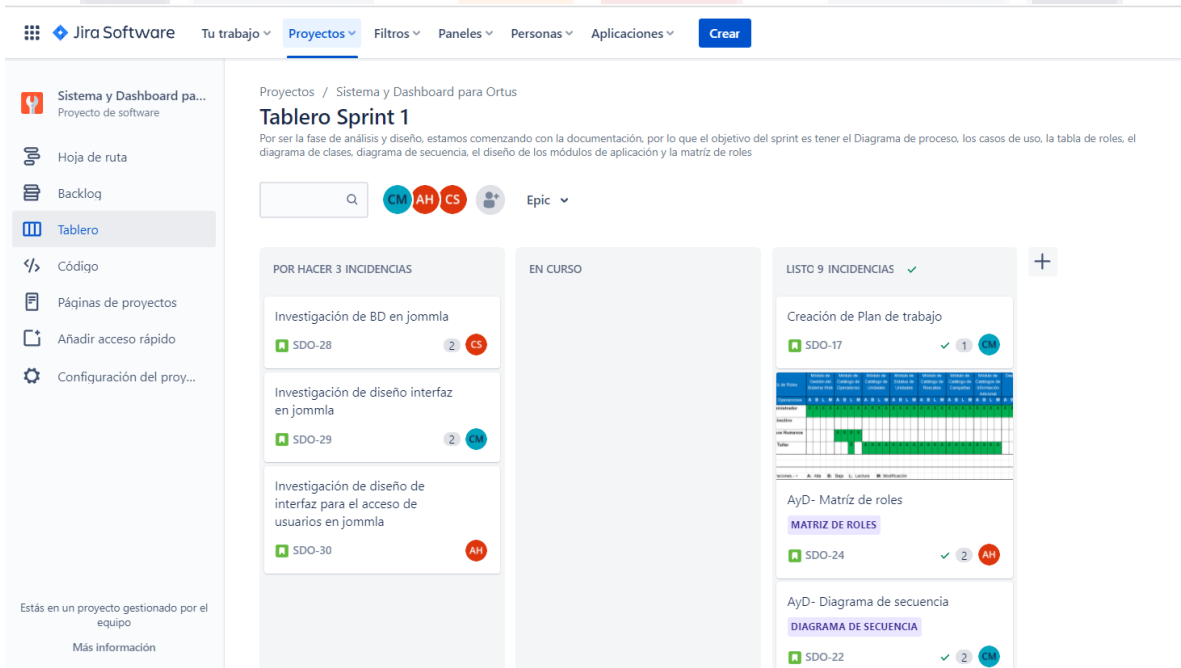 Jira Software
Tu trabajo
Proyectos
Filtros
Paneles
Personas
Aplicaciones
Crear
Sistema y Dashboard pa...
Proyecto de software
Hoja de ruta
Backlog
Tablero
Código
Páginas de proyectos
Añadir acceso rápido
Configuración del proy...
Estás en un proyecto gestionado por el
equipo
Más información
Proyectos / Sistema y Dashboard para Ortus
Tablero Sprint 1
Por ser la fase de análisis y diseño, estamos comenzando con la documentación, por lo que el objetivo del sprint es tener el Diagrama de proceso, los casos de uso, la tabla de roles, el
diagrama de clases, diagrama de secuencia, el diseño de los módulos de aplicación y la matríz de roles
CM AH CS
Epic
POR HACER 3 INCIDENCIAS
Investigación de BD en jommla
SDO-28 2 CS
Investigación de diseño interfaz
en jommla
SDO-29 2 CM
Investigación de diseño de
interfaz para el acceso de
usuarios en jommla
SDO-30 AH
EN CURSO
LISTO 9 INCIDENCIAS
Creación de Plan de trabajo
SDO-17 1 CM
AyD- Matríz de roles
MATRIZ DE ROLES
SDO-24 2 AH
AyD- Diagrama de secuencia
DIAGRAMA DE SECUENCIA
SDO-22 2 CM